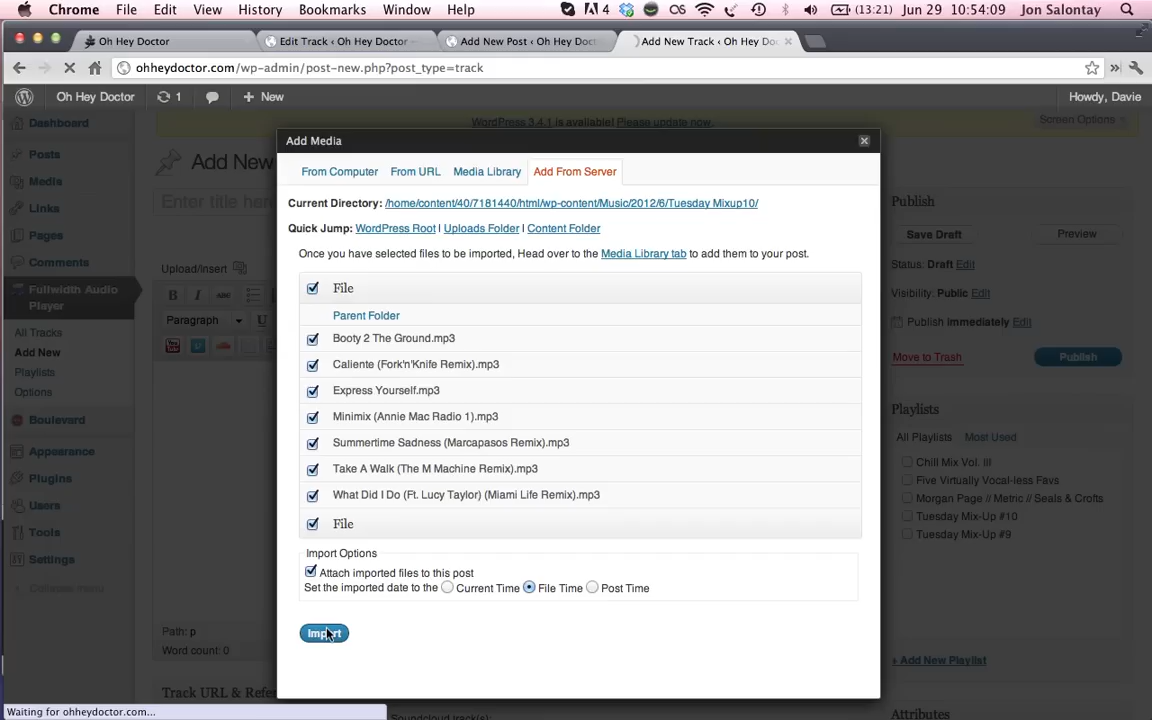 Chrome File Edit View History Bookmarks Window Help 4 (13:21) Jun 29 10:54:09 Jon Salontay
Oh Hey Doctor Edit Track ‹ Oh Hey Doctor Add New Post ‹ Oh Hey Doct Add New Track ‹ Oh Hey Do
ohheydoctor.com/wp-admin/post-new.php?post_type=track
Oh Hey Doctor 1 New Howdy, Davie
WordPress 3.4.1 is available! Please update now. Screen Options
Dashboard
Posts
Media
Links
Pages
Comments
Fullwidth Audio Player
All Tracks
Add New
Playlists
Options
Boulevard
Appearance
Plugins
Users
Tools
Settings
Collapse menu
Add New
Enter title
Upload/Insert
B I ABC
Paragraph U
Path: p
Word count: 0
Track URL & Refer
Soundcloud track(s):
Add Media
From Computer From URL Media Library Add From Server
Current Directory: /home/content/40/7181440/html/wp-content/Music/2012/6/Tuesday Mixup10/
Quick Jump: WordPress Root | Uploads Folder | Content Folder
Once you have selected files to be imported, Head over to the Media Library tab to add them to your post.
File
Parent Folder
Booty 2 The Ground.mp3
Caliente (Fork'n'Knife Remix).mp3
Express Yourself.mp3
Minimix (Annie Mac Radio 1).mp3
Summertime Sadness (Marcapasos Remix).mp3
Take A Walk (The M Machine Remix).mp3
What Did I Do (Ft. Lucy Taylor) (Miami Life Remix).mp3
File
Import Options
Attach imported files to this post
Set the imported date to the Current Time File Time Post Time
Import
Publish
Save Draft Preview
Status: Draft Edit
Visibility: Public Edit
Publish immediately Edit
Move to Trash Publish
Playlists
All Playlists Most Used
Chill Mix Vol. III
Five Virtually Vocal-less Favs
Morgan Page // Metric // Seals & Crofts
Tuesday Mix-Up #10
Tuesday Mix-Up #9
+ Add New Playlist
Attributes
Waiting for ohheydoctor.com...